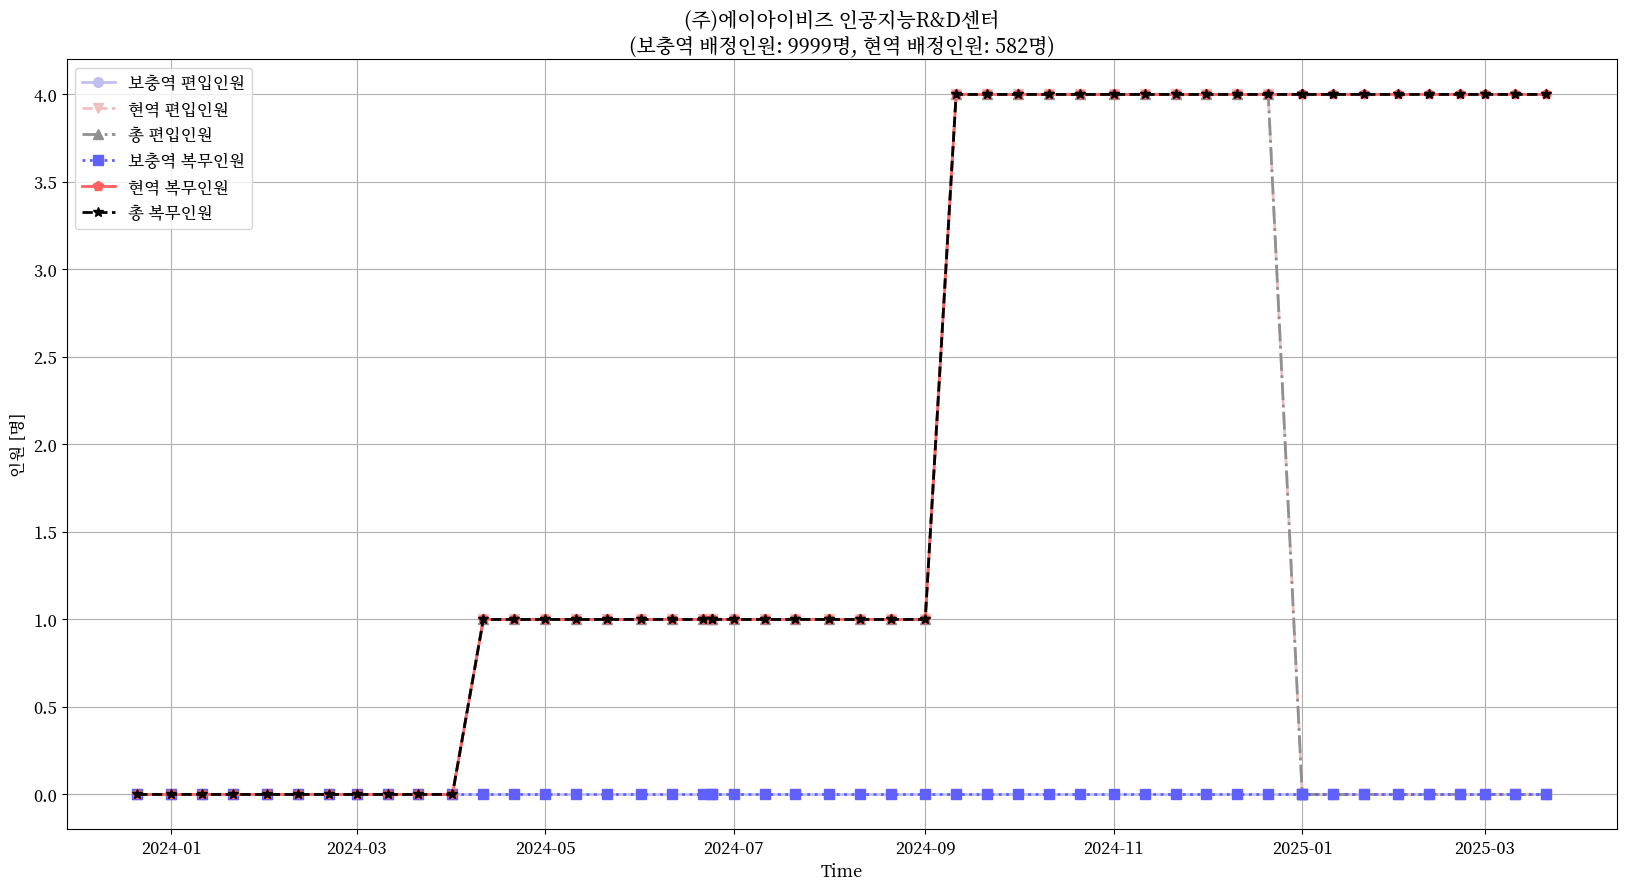 (주)에이아이비즈 인공지능R&D센터
(보충역 배정인원: 9999명, 현역 배정인원: 582명)
보충역 편입인원
현역 편입인원
총 편입인원
보충역 복무인원
현역 복무인원
총 복무인원
4.0
3.5
3.0
2.5
2.0
1.5
1.0
0.5
0.0
인원 [명]
2024-01
2024-03
2024-05
2024-07
2024-09
2024-11
2025-01
2025-03
Time